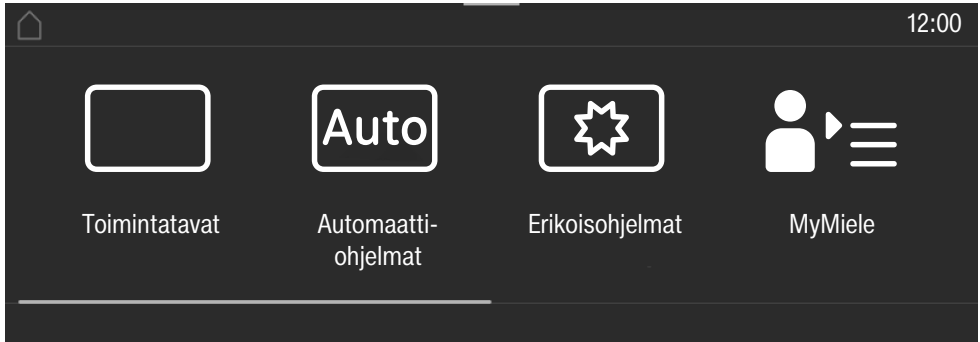 12:00
Auto
Toimintatavat
Automaatti-
ohjelmat
Erikoisohjelmat
MyMiele